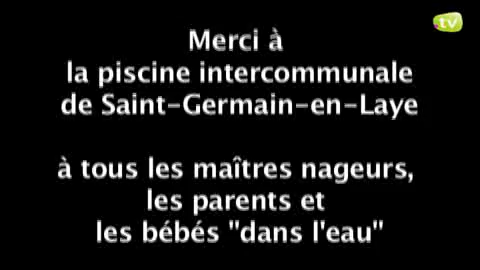 tv
Merci à
la piscine intercommunale
de Saint-Germain-en-Laye
à tous les maîtres nageurs,
les parents et
les bébés "dans l'eau"